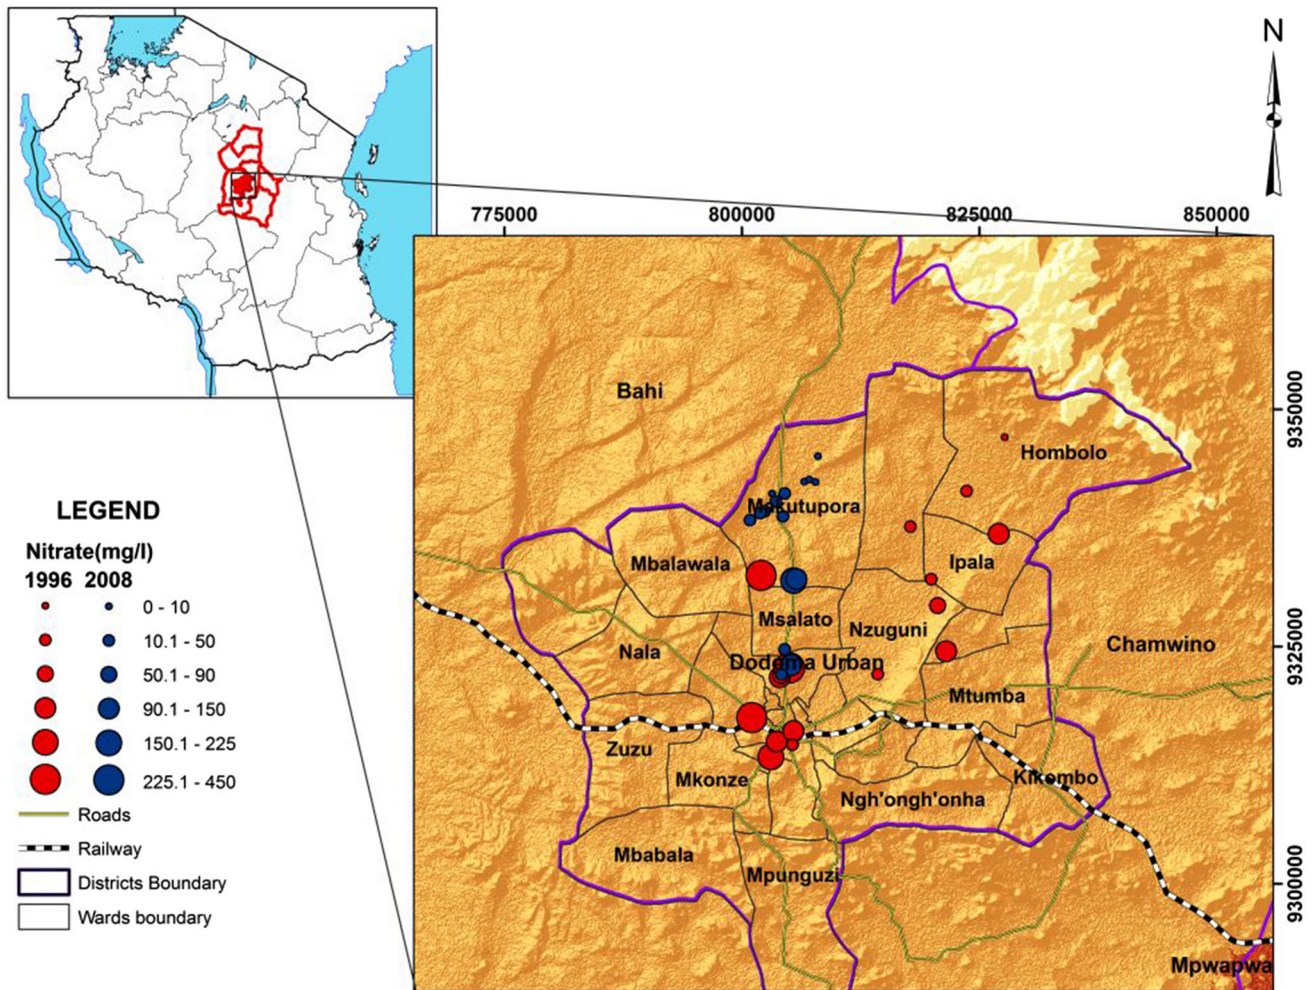 N
775000 800000 825000 850000
9350000
Bahi
Hombolo
Makutupora
LEGEND
Nitrate(mg/l)
1996 2008
0 - 10
10.1 - 50
50.1 - 90
90.1 - 150
150.1 - 225
225.1 - 450
Roads
Railway
Districts Boundary
Wards boundary
Mbalawala
Ipala
Msalato
Nzuguni
9325000
Nala
Chamwino
Dodoma Urban
Mtumba
Zuzu
Mkonze
Kikombo
Ngh'ongh'onha
Mbabala
Mpunguzi
9300000
Mpwapwa